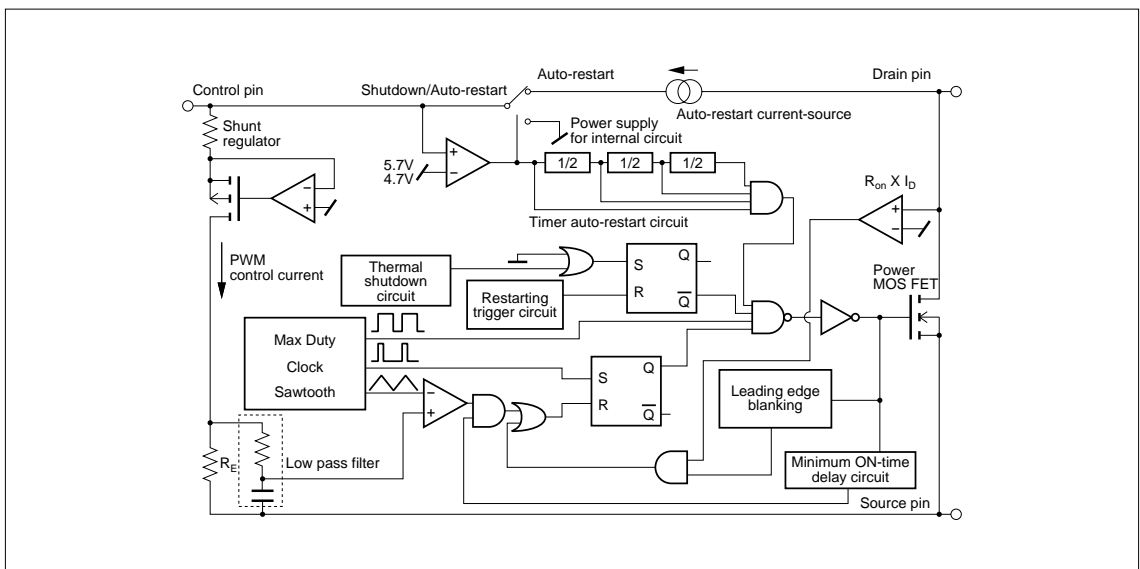 Auto-restart
Drain pin
Control pin
Shutdown/Auto-restart
Auto-restart current-source
Shunt
regulator
Power supply
for internal circuit
5.7V
4.7V
+
−
1/2
1/2
1/2
−
+
Ron X ID
+
−
Timer auto-restart circuit
PWM
control current
Thermal
shutdown
circuit
S
Q
R
Q
Restarting
trigger circuit
Power
MOS FET
Max Duty
Clock
Sawtooth
−
+
S
Q
R
Q
Leading edge
blanking
RE
Low pass filter
Minimum ON-time
delay circuit
Source pin